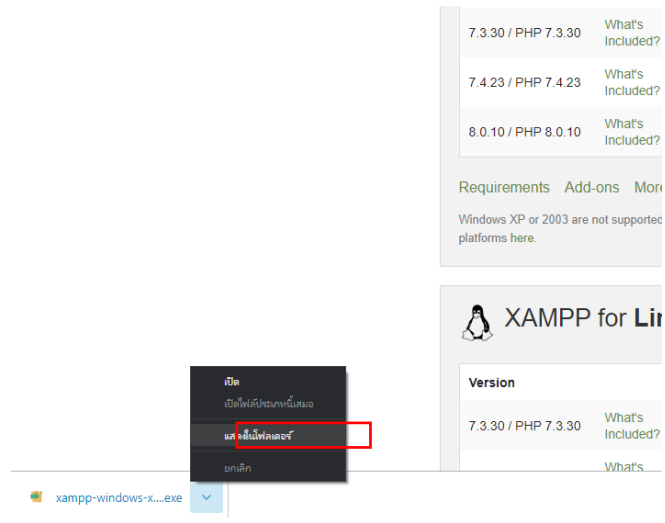 7.3.30 / PHP 7.3.30
What's
Included?
7.4.23 / PHP 7.4.23
What's
Included?
8.0.10 / PHP 8.0.10
What's
Included?
Requirements Add-ons More
Windows XP or 2003 are not supported
platforms here.
XAMPP for Lin
Version
7.3.30 / PHP 7.3.30
What's
Included?
What's
เปิด
เปิดไฟล์ประเภทนี้เสมอ
แสดงในโฟลเดอร์
ยกเลิก
xampp-windows-x....exe